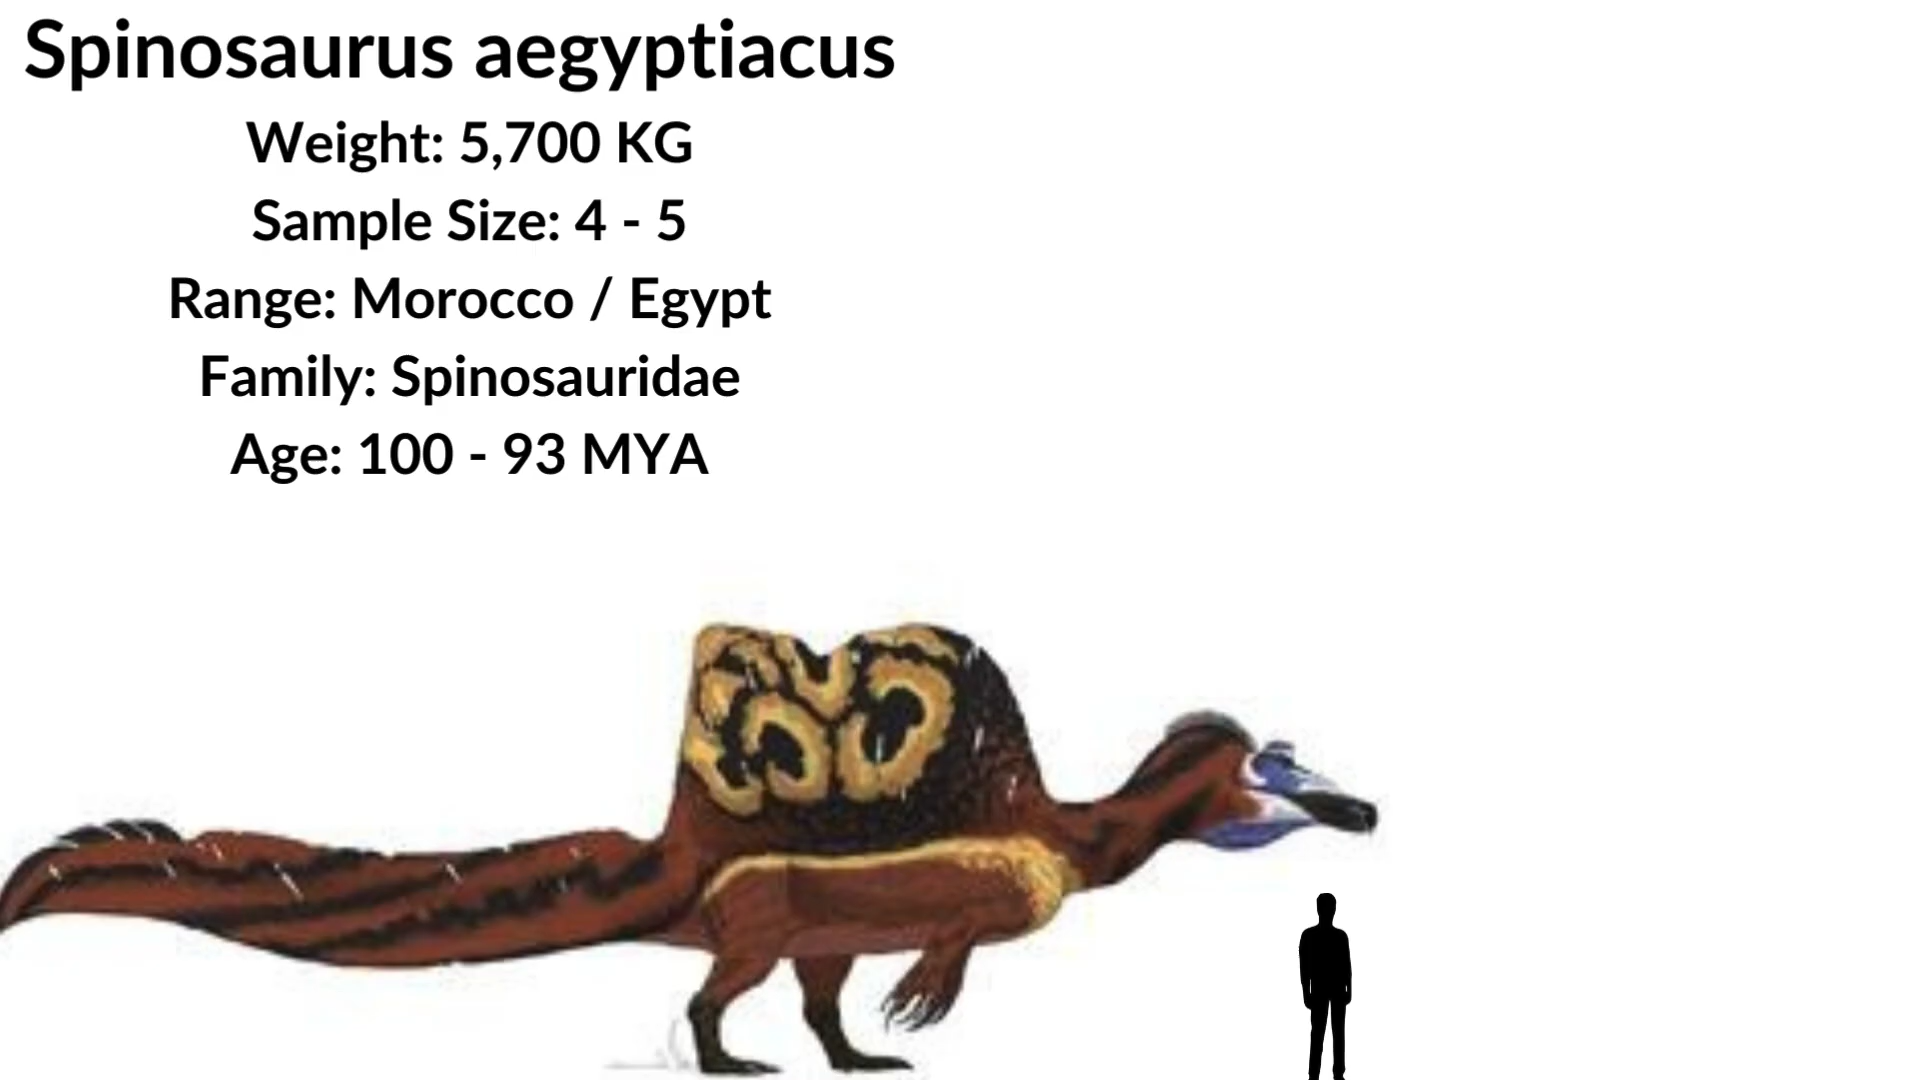 Spinosaurus aegyptiacus
Weight: 5,700 KG
Sample Size: 4 - 5
Range: Morocco / Egypt
Family: Spinosauridae
Age: 100 - 93 MYA